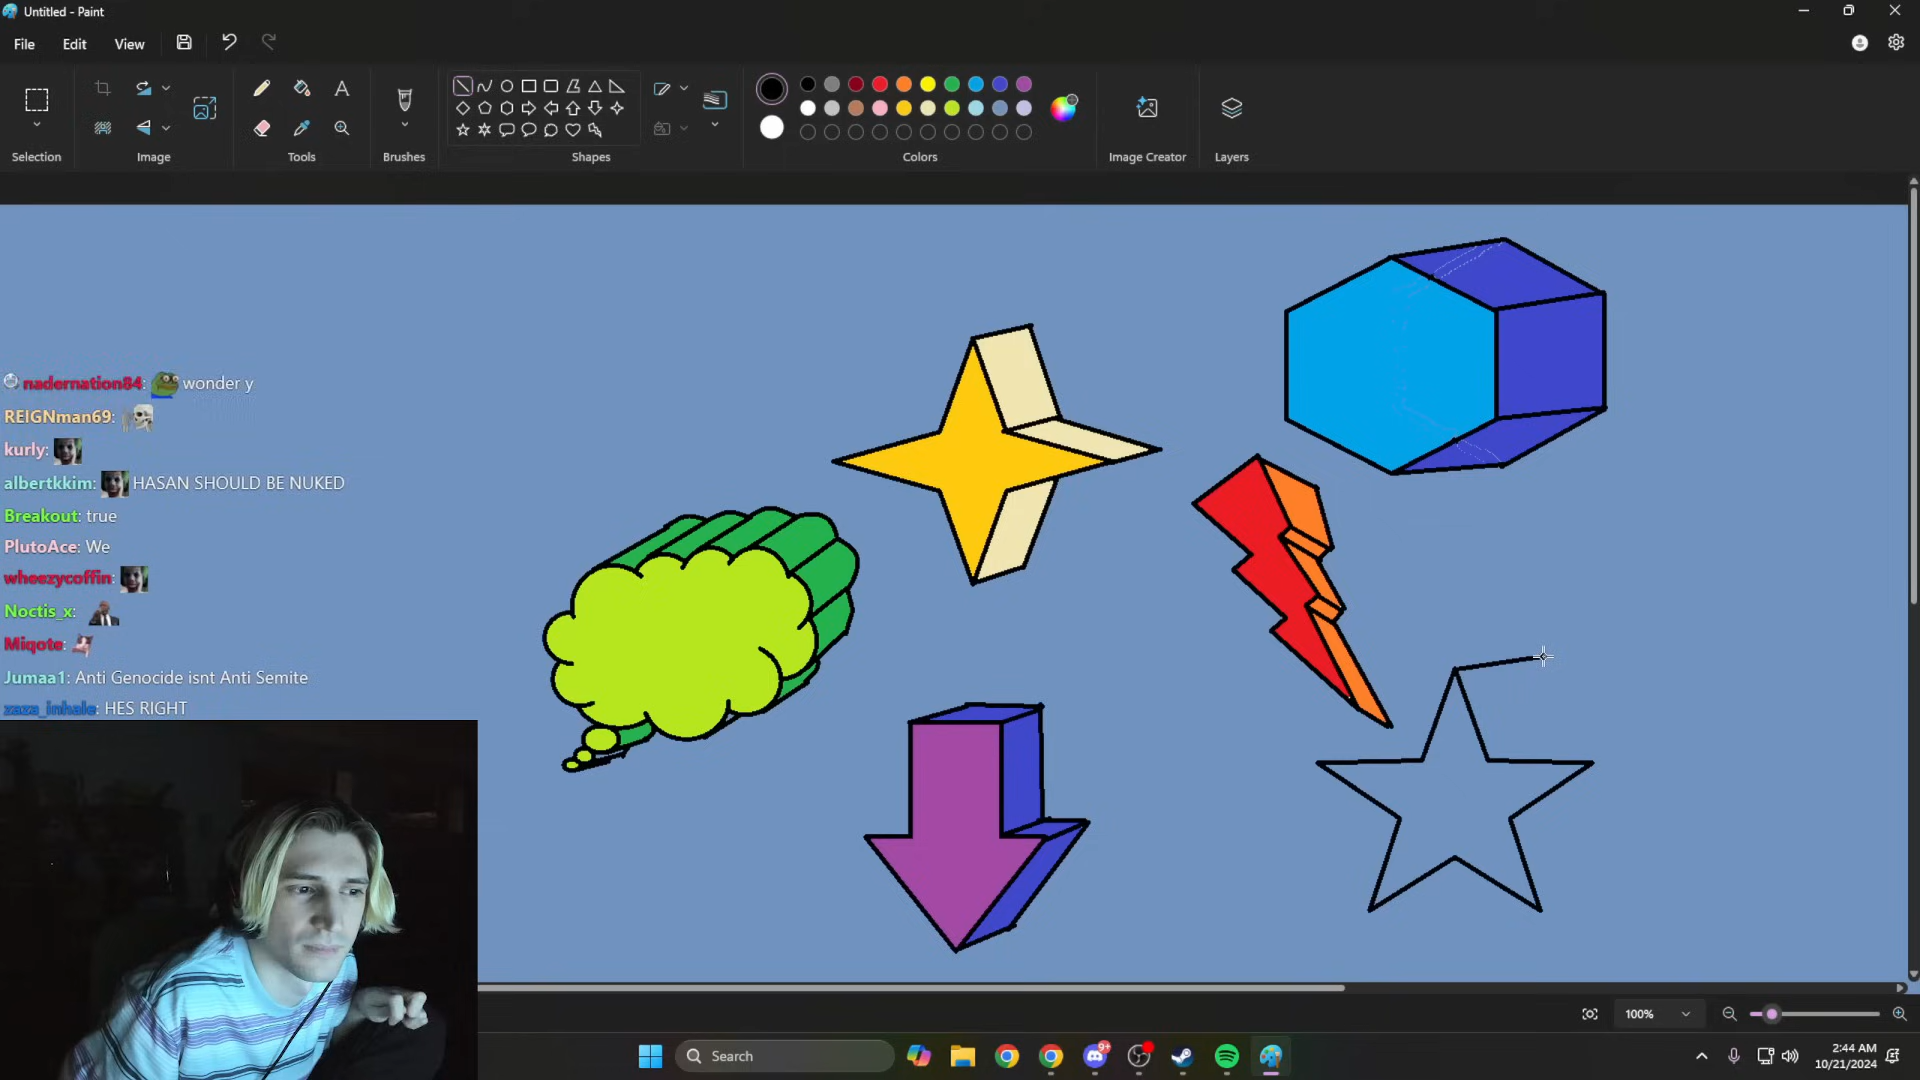 Untitled - Paint
File Edit View
Selection Image Tools Brushes Shapes Colors Image Creator Layers
nadernation84: wonder y
REIGNman69:
kurly:
albertkkim: HASAN SHOULD BE NUKED
Breakout: true
PlutoAce: We
wheezycoffin:
Noctis_x:
Miqote:
Jumaa1: Anti Genocide isnt Anti Semite
zaza_inhale: HES RIGHT
100%
Search
9+
2:44 AM
10/21/2024